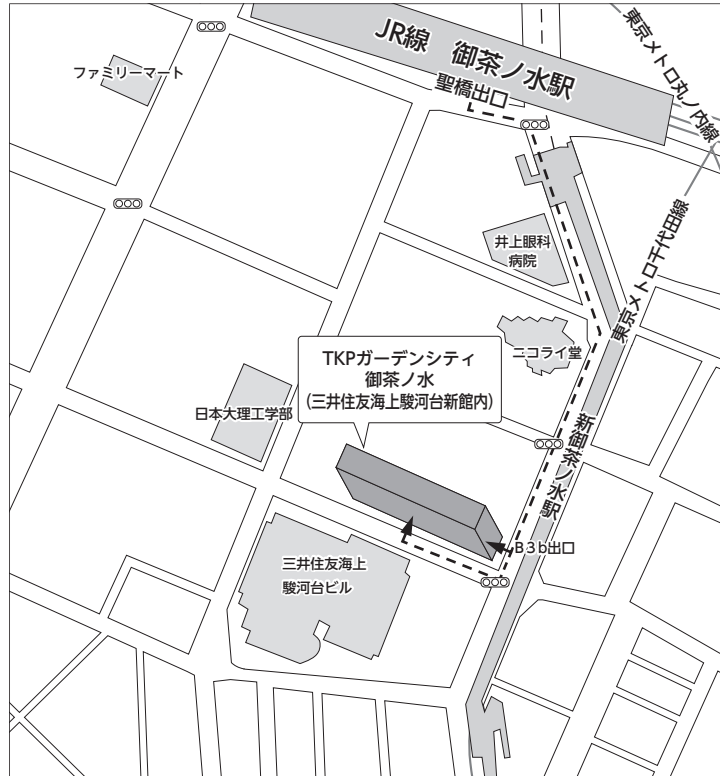 JR線 御茶ノ水駅
聖橋出口
東京メトロ丸ノ内線
ファミリーマート
東京メトロ千代田線
井上眼科
病院
ニコライ堂
TKPガーデンシティ
御茶ノ水
(三井住友海上駿河台新館内)
日本大理工学部
新御茶ノ水駅
B3b出口
三井住友海上
駿河台ビル